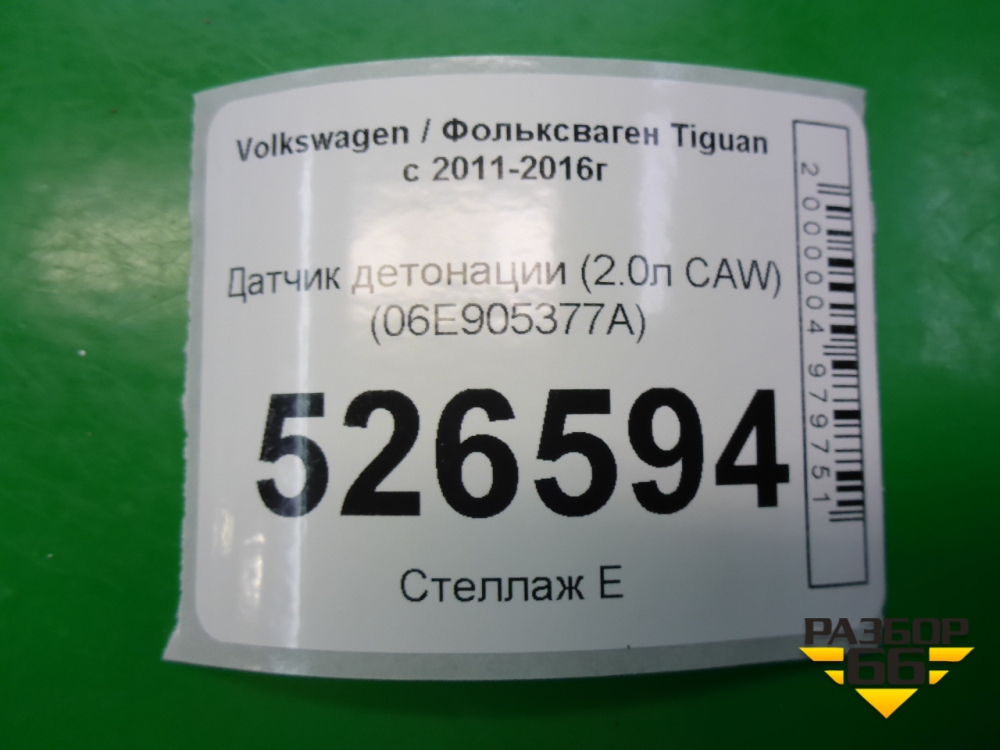 Volkswagen / Фольксваген Tiguan
с 2011-2016г
Датчик детонации (2.0л CAW)
(06E905377A)
526594
Стеллаж Е
2000004979751
РАЗБОР
66